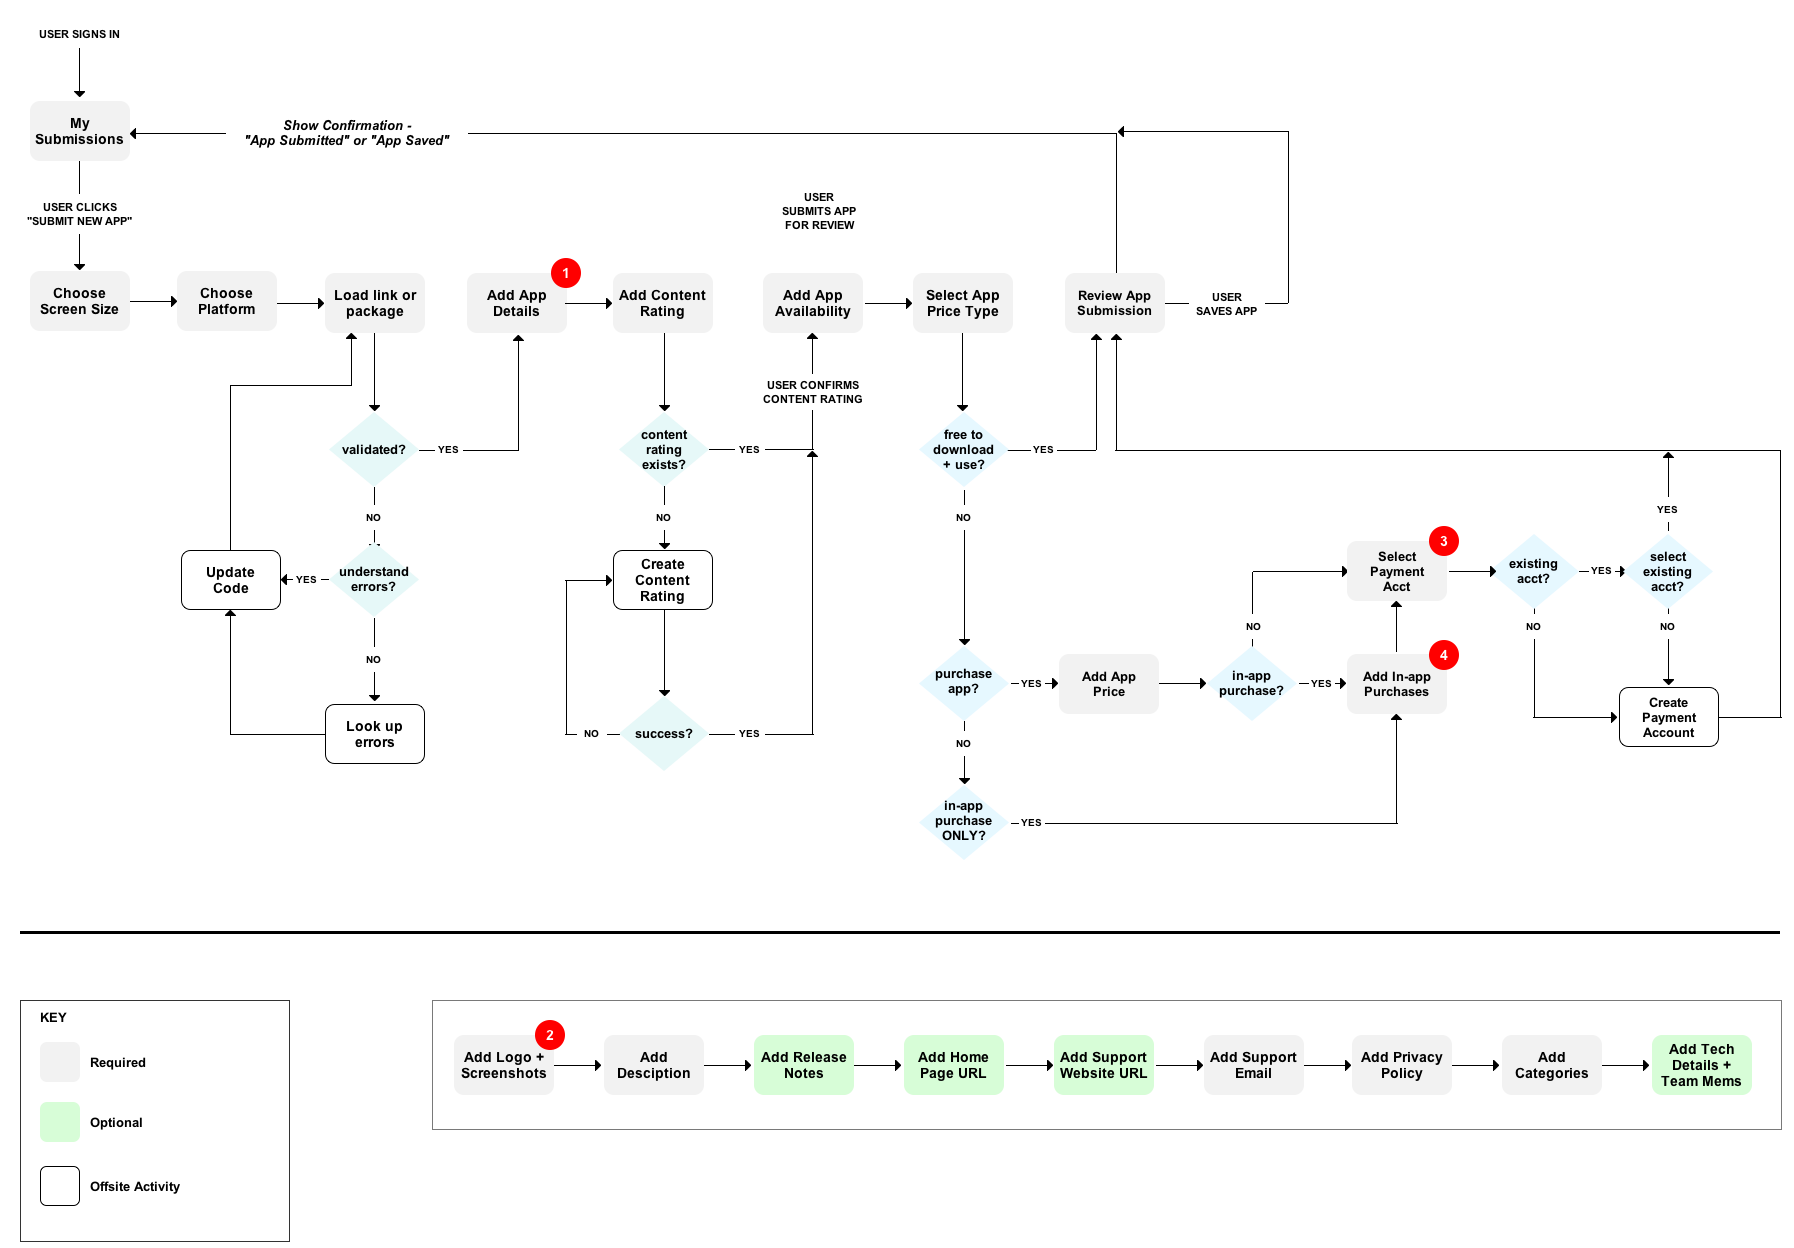 USER SIGNS IN
My
Submissions
Show Confirmation -
"App Submitted" or "App Saved"
USER CLICKS
"SUBMIT NEW APP"
USER
SUBMITS APP
FOR REVIEW
Choose
Screen Size
Choose
Platform
Load link or
package
Add App
Details
1
Add Content
Rating
Add App
Availability
Select App
Price Type
Review App
Submission
USER
SAVES APP
USER CONFIRMS
CONTENT RATING
validated?
YES
content
rating
exists?
YES
free to
download
+ use?
YES
NO
NO
NO
YES
Update
Code
YES
understand
errors?
Create
Content
Rating
Select
Payment
Acct
3
existing
acct?
YES
select
existing
acct?
NO
NO
NO
NO
purchase
app?
YES
Add App
Price
in-app
purchase?
YES
Add In-app
Purchases
4
Create
Payment
Account
Look up
errors
NO
success?
YES
NO
in-app
purchase
ONLY?
YES
KEY
Required
Optional
Offsite Activity
Add Logo +
Screenshots
2
Add
Desciption
Add Release
Notes
Add Home
Page URL
Add Support
Website URL
Add Support
Email
Add Privacy
Policy
Add
Categories
Add Tech
Details +
Team Mems